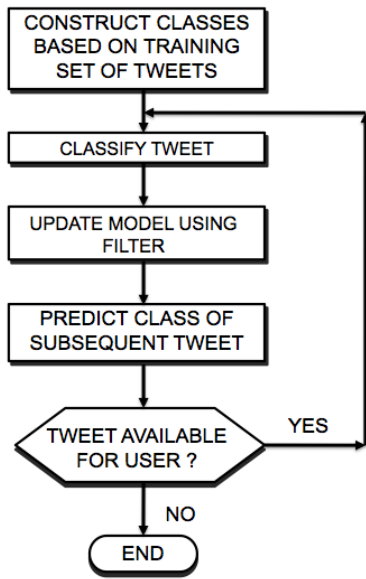 CONSTRUCT CLASSES
BASED ON TRAINING
SET OF TWEETS
CLASSIFY TWEET
UPDATE MODEL USING
FILTER
PREDICT CLASS OF
SUBSEQUENT TWEET
TWEET AVAILABLE
FOR USER ?
YES
NO
END